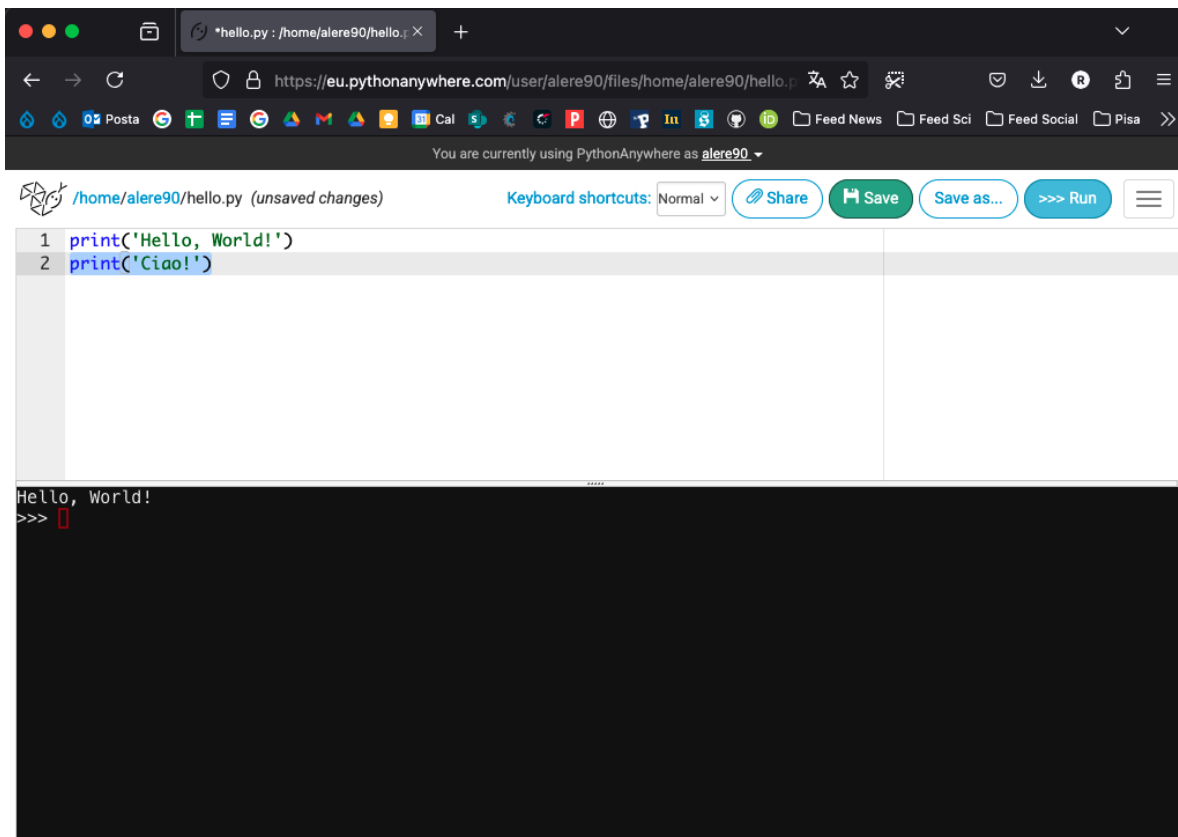 *hello.py : /home/alere90/hello.p
https://eu.pythonanywhere.com/user/alere90/files/home/alere90/hello.p
Posta Cal Feed News Feed Sci Feed Social Pisa
You are currently using PythonAnywhere as alere90
/home/alere90/hello.py (unsaved changes) Keyboard shortcuts: Normal Share Save Save as... >>> Run
1 print('Hello, World!')
2 print('Ciao!')
Hello, World!
>>>